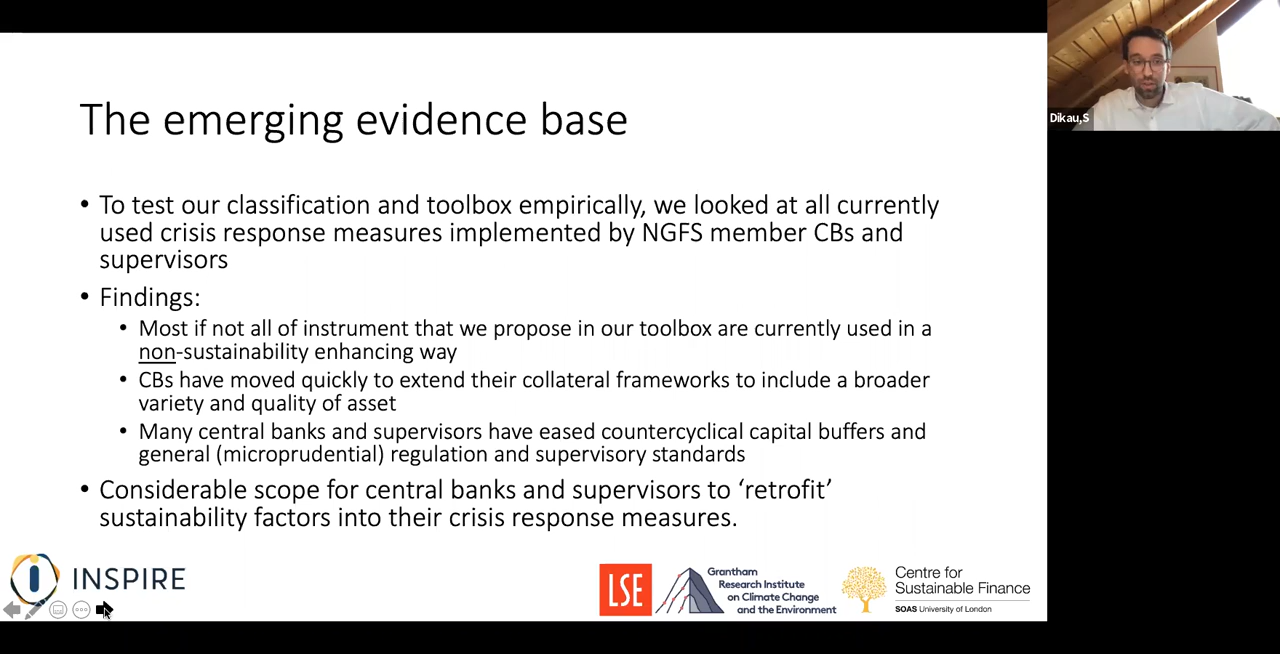 The emerging evidence base
• To test our classification and toolbox empirically, we looked at all currently
used crisis response measures implemented by NGFS member CBs and
supervisors
• Findings:
• Most if not all of instrument that we propose in our toolbox are currently used in a
non-sustainability enhancing way
• CBs have moved quickly to extend their collateral frameworks to include a broader
variety and quality of asset
• Many central banks and supervisors have eased countercyclical capital buffers and
general (microprudential) regulation and supervisory standards
• Considerable scope for central banks and supervisors to ‘retrofit’
sustainability factors into their crisis response measures.
INSPIRE
LSE
Grantham
Research Institute
on Climate Change
and the Environment
Centre for
Sustainable Finance
SOAS University of London
Dikau,S